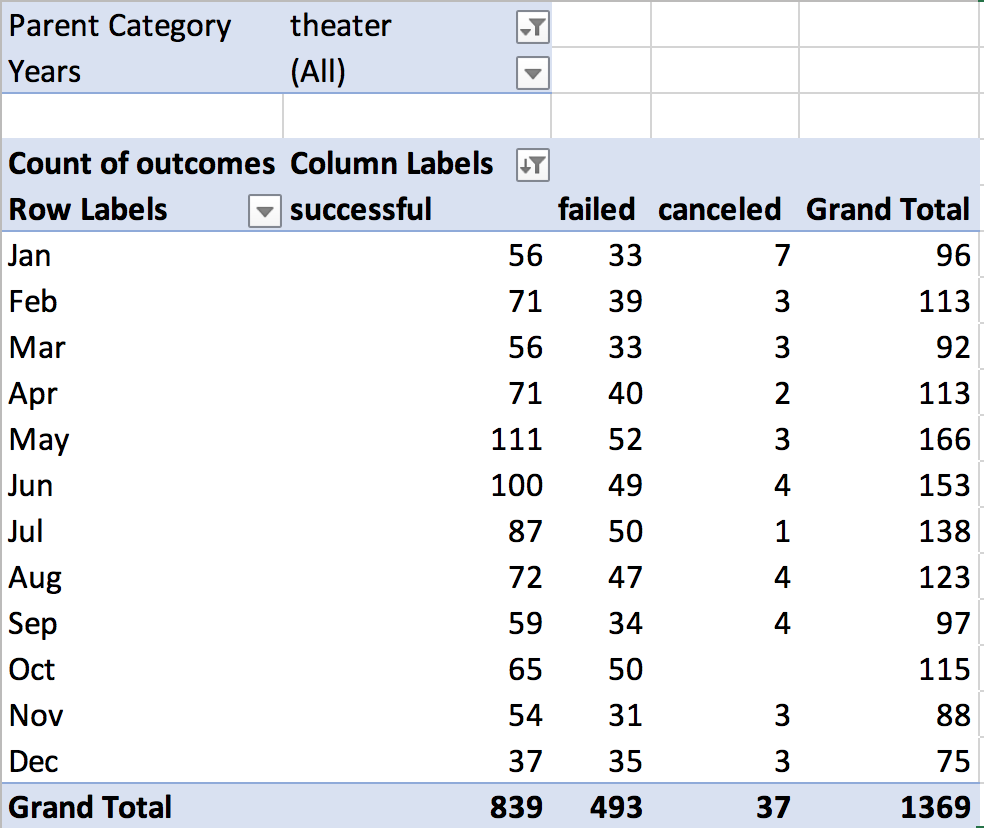 Parent Category theater
Years (All)
Count of outcomes Column Labels
Row Labels successful failed canceled Grand Total
Jan 56 33 7 96
Feb 71 39 3 113
Mar 56 33 3 92
Apr 71 40 2 113
May 111 52 3 166
Jun 100 49 4 153
Jul 87 50 1 138
Aug 72 47 4 123
Sep 59 34 4 97
Oct 65 50 115
Nov 54 31 3 88
Dec 37 35 3 75
Grand Total 839 493 37 1369